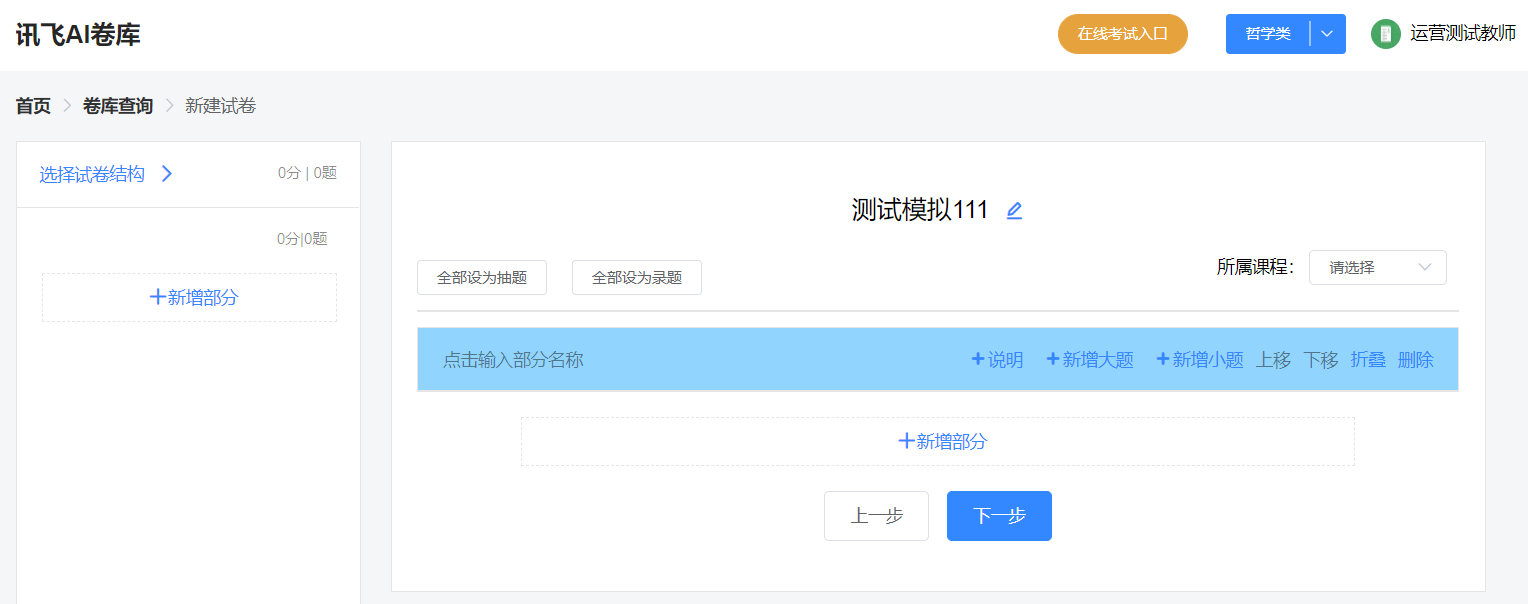 讯飞AI卷库
在线考试入口
哲学类
运营测试教师
首页 > 卷库查询 > 新建试卷
选择试卷结构 >
0分 | 0题
0分|0题
+新增部分
测试模拟111
全部设为抽题
全部设为录题
所属课程：
请选择
点击输入部分名称
+说明
+新增大题
+新增小题
上移
下移
折叠
删除
+新增部分
上一步
下一步